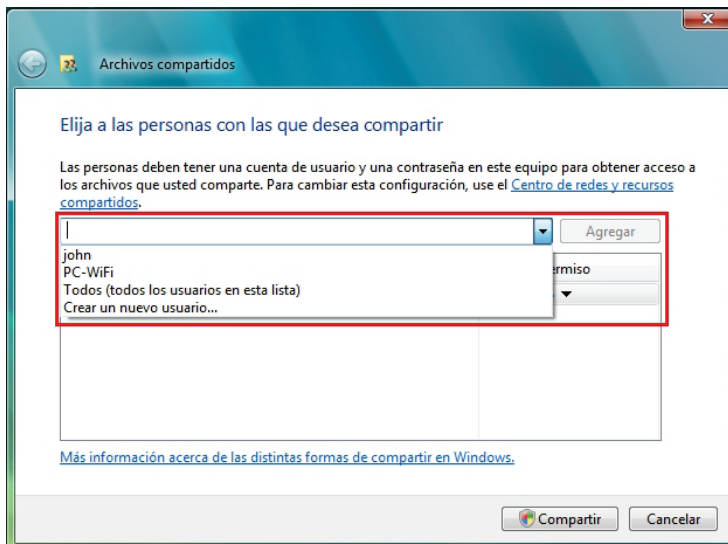 Archivos compartidos
Elija a las personas con las que desea compartir
Las personas deben tener una cuenta de usuario y una contraseña en este equipo para obtener acceso a
los archivos que usted comparte. Para cambiar esta configuración, use el Centro de redes y recursos
compartidos.
Agregar
john
PC-WiFi
ermiso
Todos (todos los usuarios en esta lista)
Crear un nuevo usuario...
Más información acerca de las distintas formas de compartir en Windows.
Compartir Cancelar